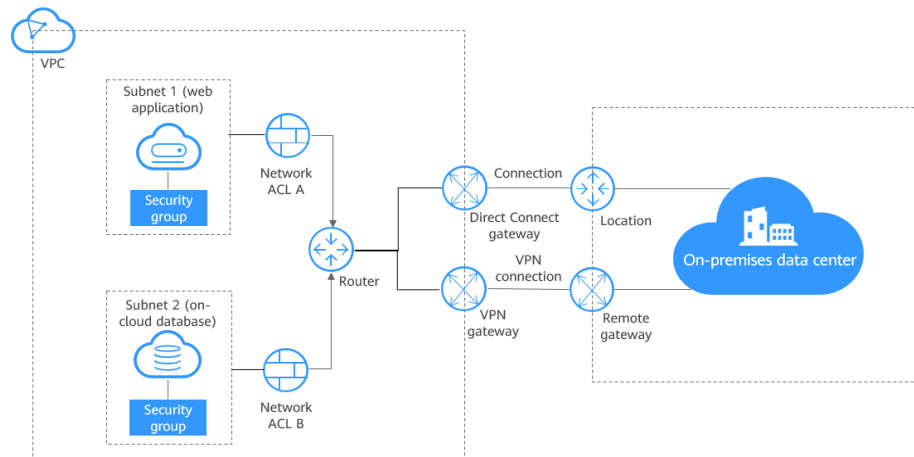 VPC
Subnet 1 (web
application)
Security
group
Network
ACL A
Router
Subnet 2 (on-
cloud database)
Security
group
Network
ACL B
Connection
Direct Connect
gateway
Location
VPN
connection
VPN
gateway
Remote
gateway
On-premises data center